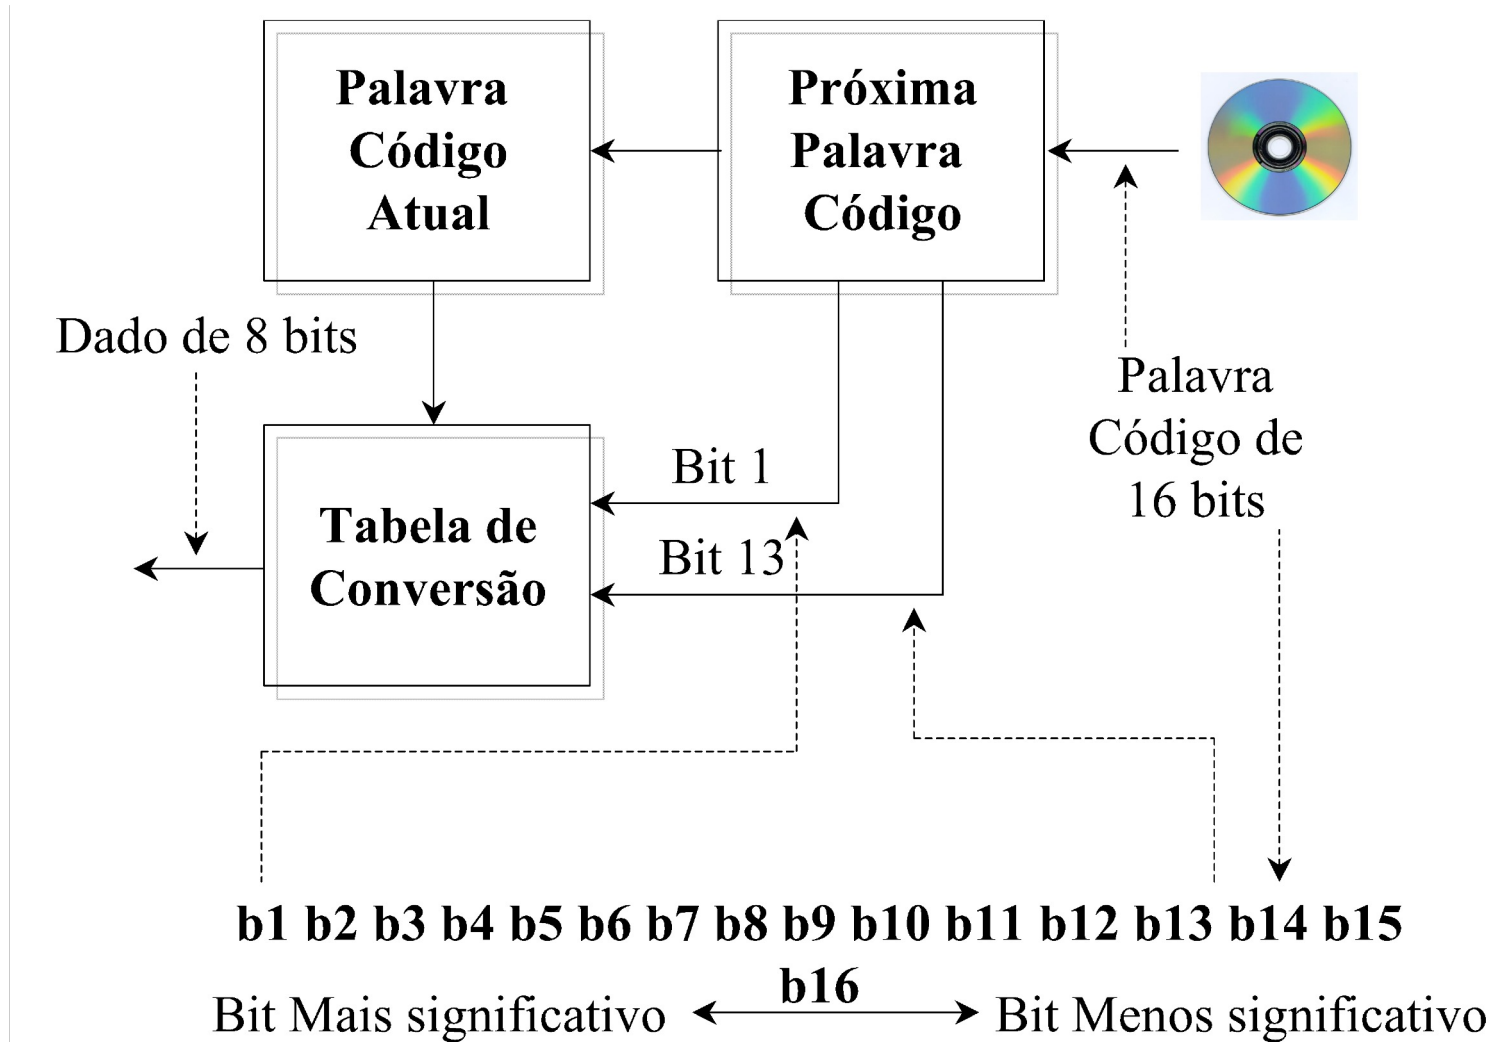 Palavra
Código
Atual
Próxima
Palavra
Código
Dado de 8 bits
Palavra
Código de
16 bits
Bit 1
Tabela de
Conversão
Bit 13
b1 b2 b3 b4 b5 b6 b7 b8 b9 b10 b11 b12 b13 b14 b15
b16
Bit Mais significativo
Bit Menos significativo